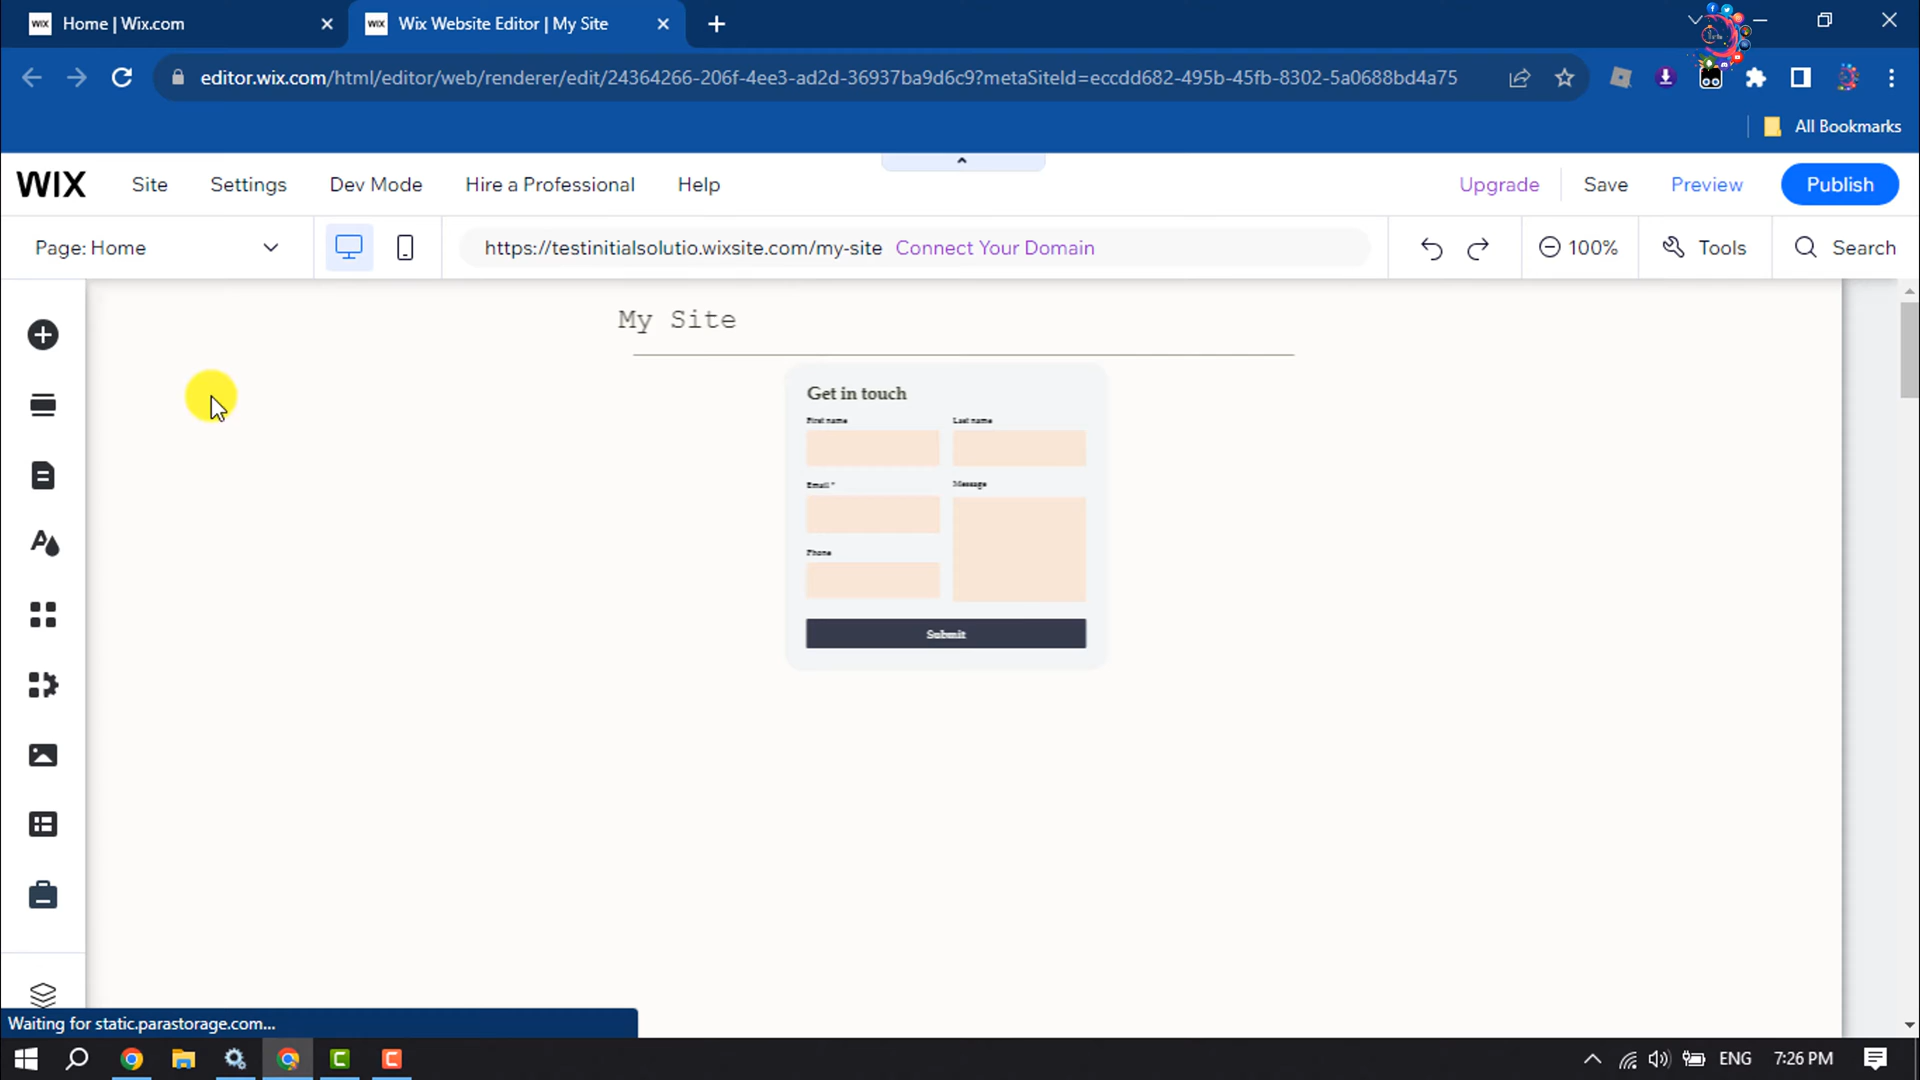 WIX Home | Wix.com
WIX Wix Website Editor | My Site
editor.wix.com/html/editor/web/renderer/edit/24364266-206f-4ee3-ad2d-36937ba9d6c9?metaSiteId=eccdd682-495b-45fb-8302-5a0688bd4a75
All Bookmarks
WIX Site Settings Dev Mode Hire a Professional Help Upgrade Save Preview Publish
Page: Home https://testinitialsolutio.wixsite.com/my-site Connect Your Domain 100% Tools Search
My Site
Get in touch
First name Last name
Email * Message
Phone
Submit
Waiting for static.parastorage.com...
ENG 7:26 PM